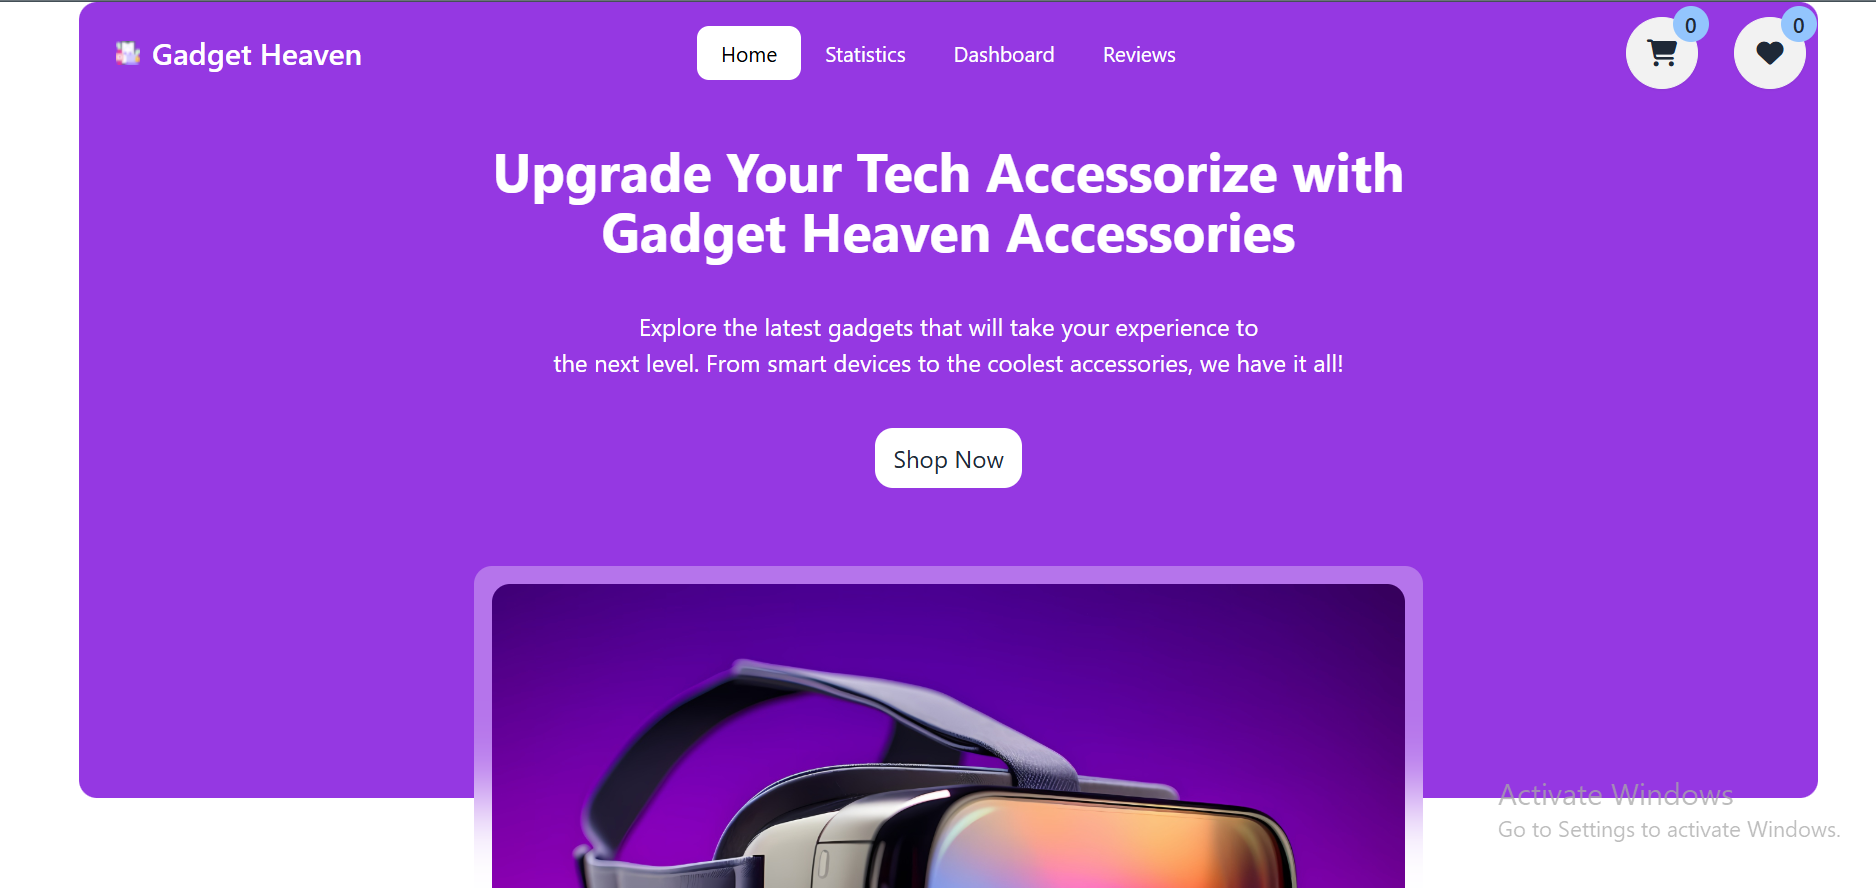 Gadget Heaven
Home
Statistics
Dashboard
Reviews
0
0
Upgrade Your Tech Accessorize with
Gadget Heaven Accessories
Explore the latest gadgets that will take your experience to
the next level. From smart devices to the coolest accessories, we have it all!
Shop Now
Activate Windows
Go to Settings to activate Windows.